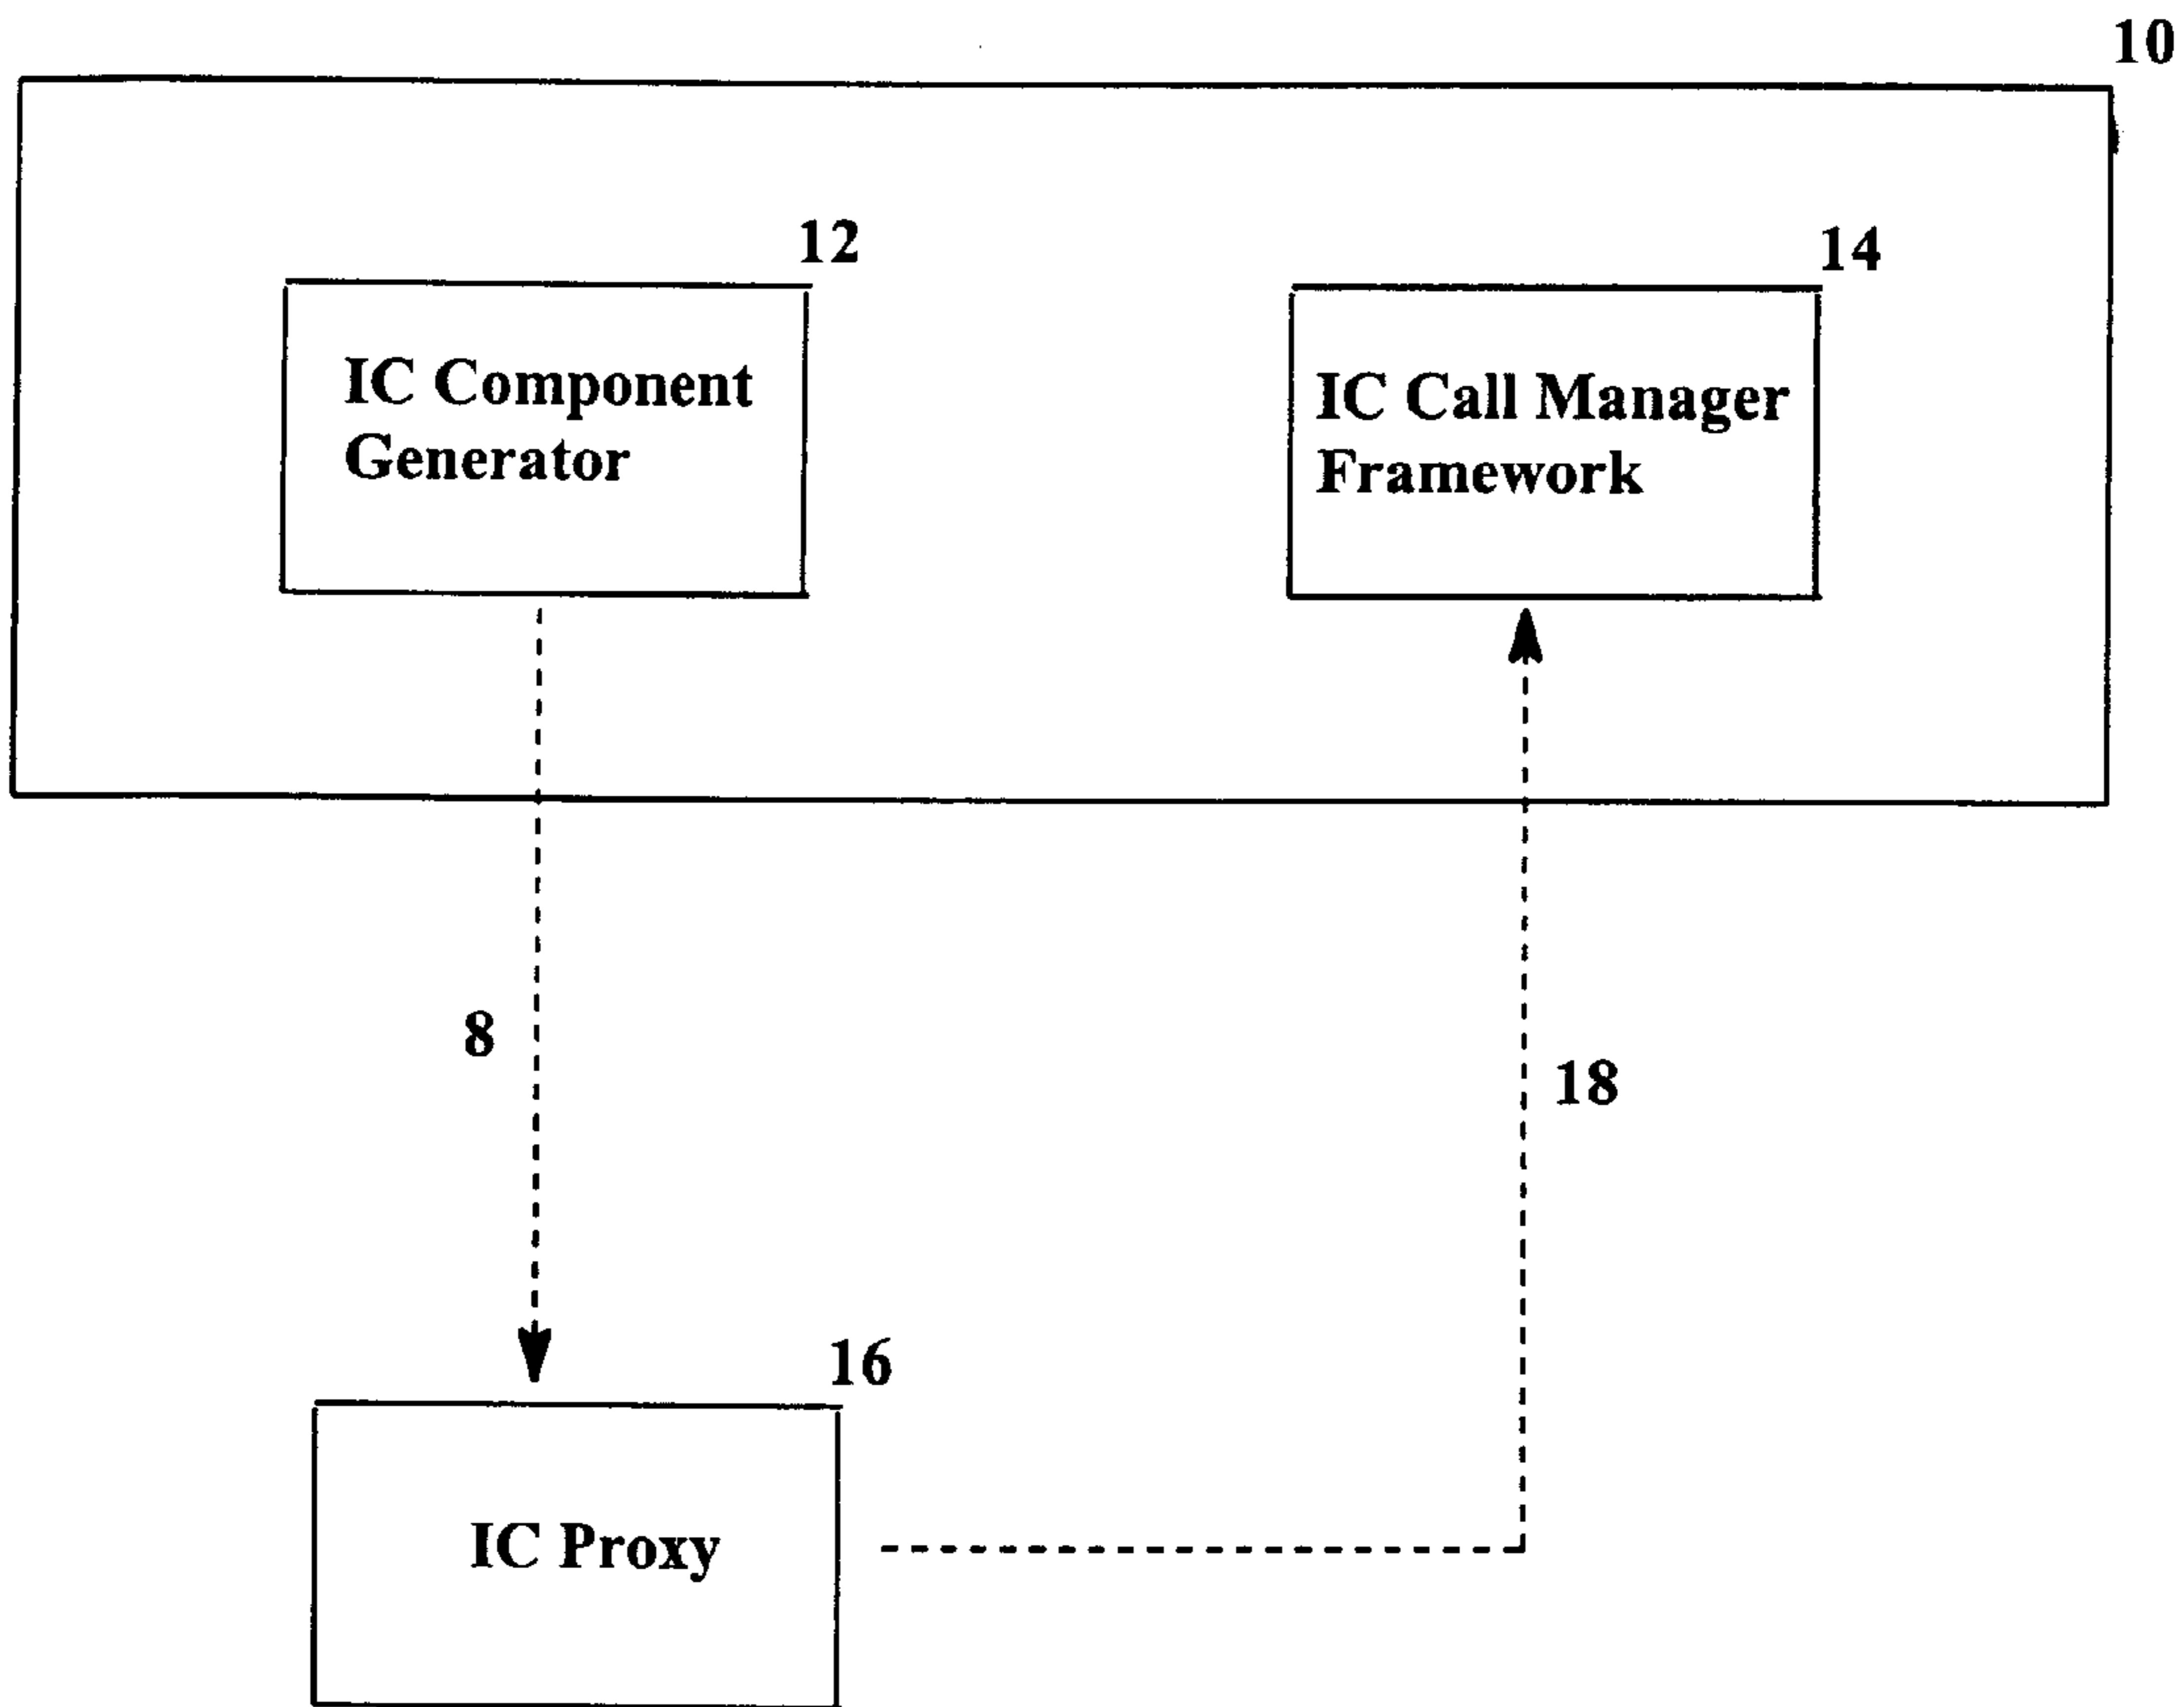 10
12
14
IC Component
Generator
IC Call Manager
Framework
8
18
16
IC Proxy